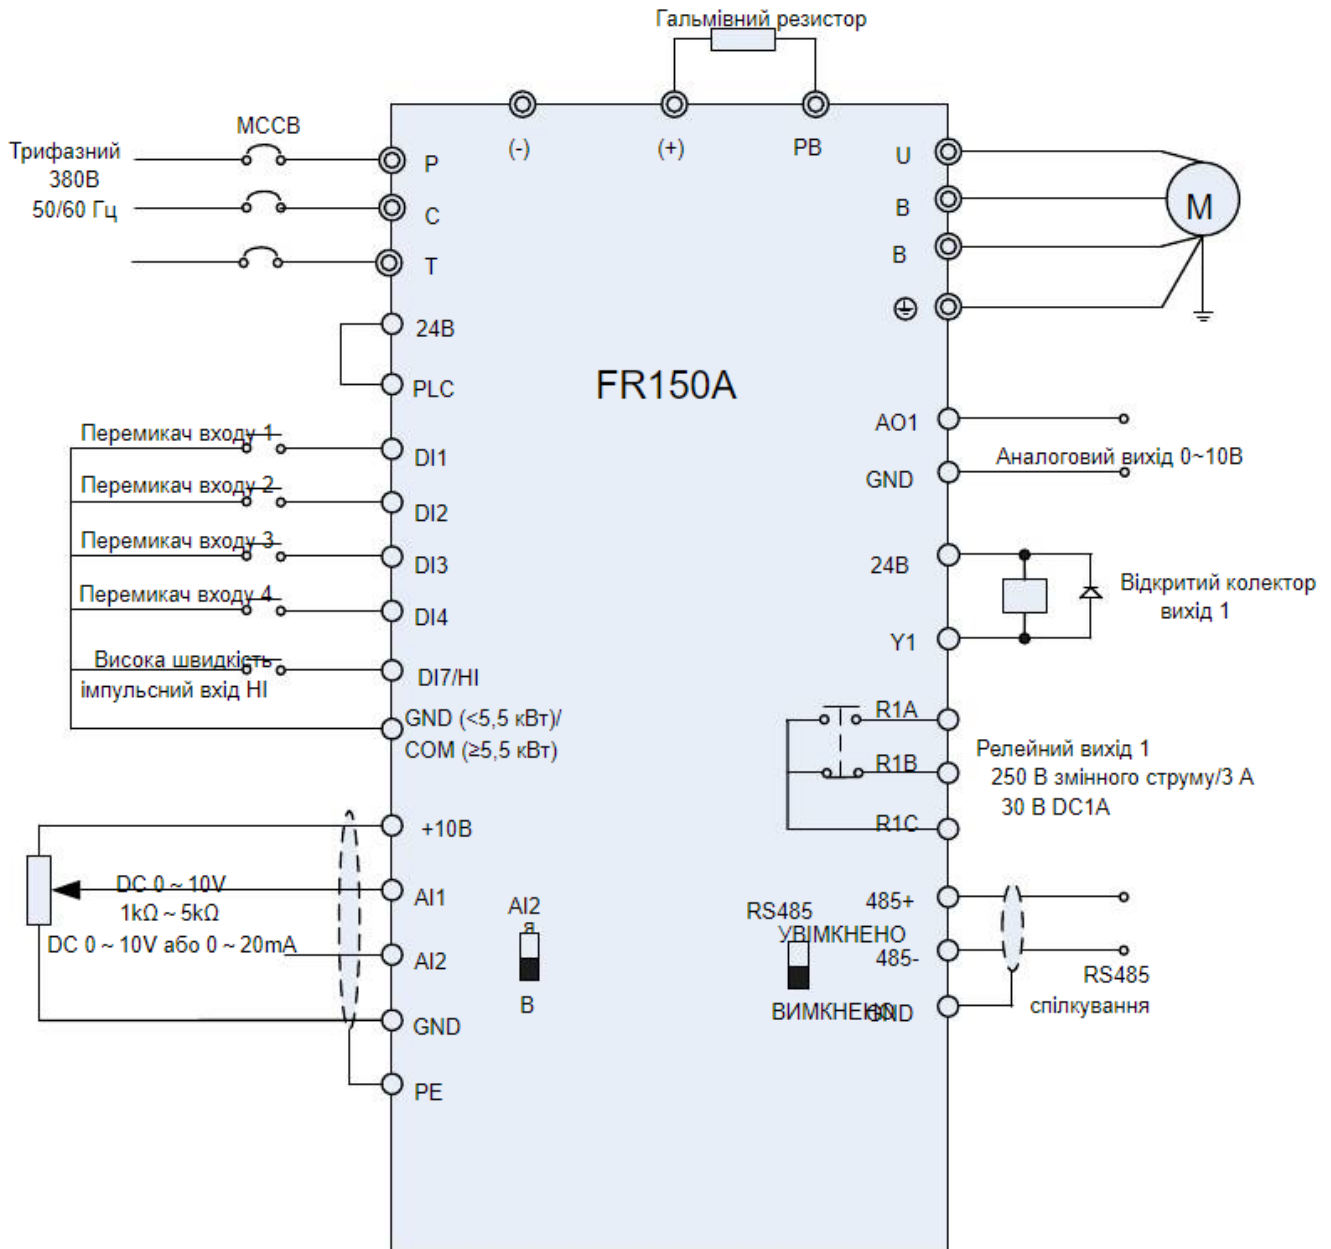 Гальмівний резистор
MCCB
(-)
(+)
PB
Трифазний
380В
50/60 Гц
P
C
T
U
B
B
M
24В
PLC
FR150A
Перемикач входу 1
DI1
Перемикач входу 2
DI2
Перемикач входу 3
DI3
Перемикач входу 4
DI4
Висока швидкість
імпульсний вхід HI
DI7/HI
GND (<5,5 кВт)/
COM (≥5,5 кВт)
AO1
Аналоговий вихід 0~10В
GND
24В
Відкритий колектор
вихід 1
Y1
R1A
R1B
R1C
Релейний вихід 1
250 В змінного струму/3 А
30 В DC1A
+10В
DC 0 ~ 10V
1kΩ ~ 5kΩ
DC 0 ~ 10V або 0 ~ 20mA
AI1
AI2
GND
PE
AI2
я
В
RS485
УВІМКНЕНО
ВИМКНЕНО
485+
485-
GND
RS485
спілкування